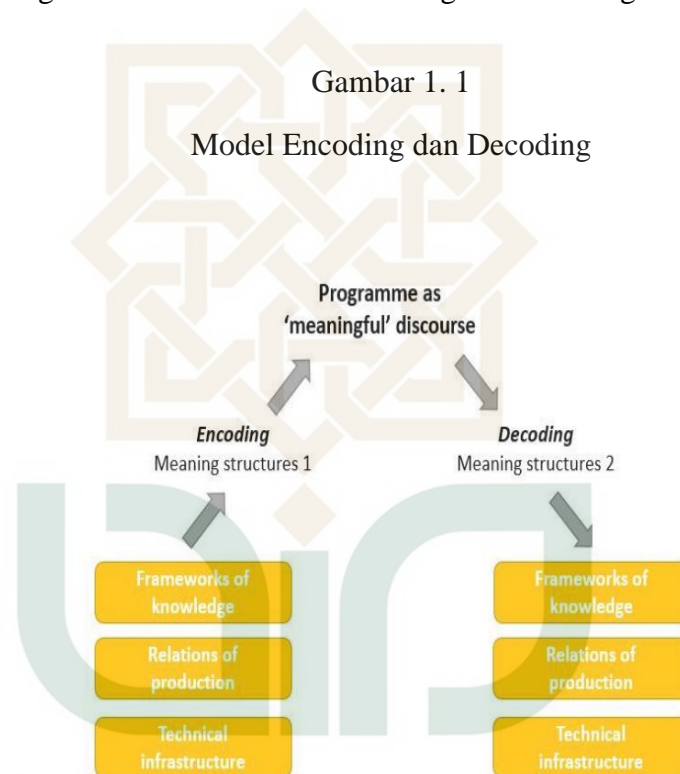 Gambar 1. 1
Model Encoding dan Decoding
Programme as
‘meaningful’ discourse
Encoding
Meaning structures 1
Decoding
Meaning structures 2
Frameworks of
knowledge
Relations of
production
Technical
infrastructure
Frameworks of
knowledge
Relations of
production
Technical
infrastructure